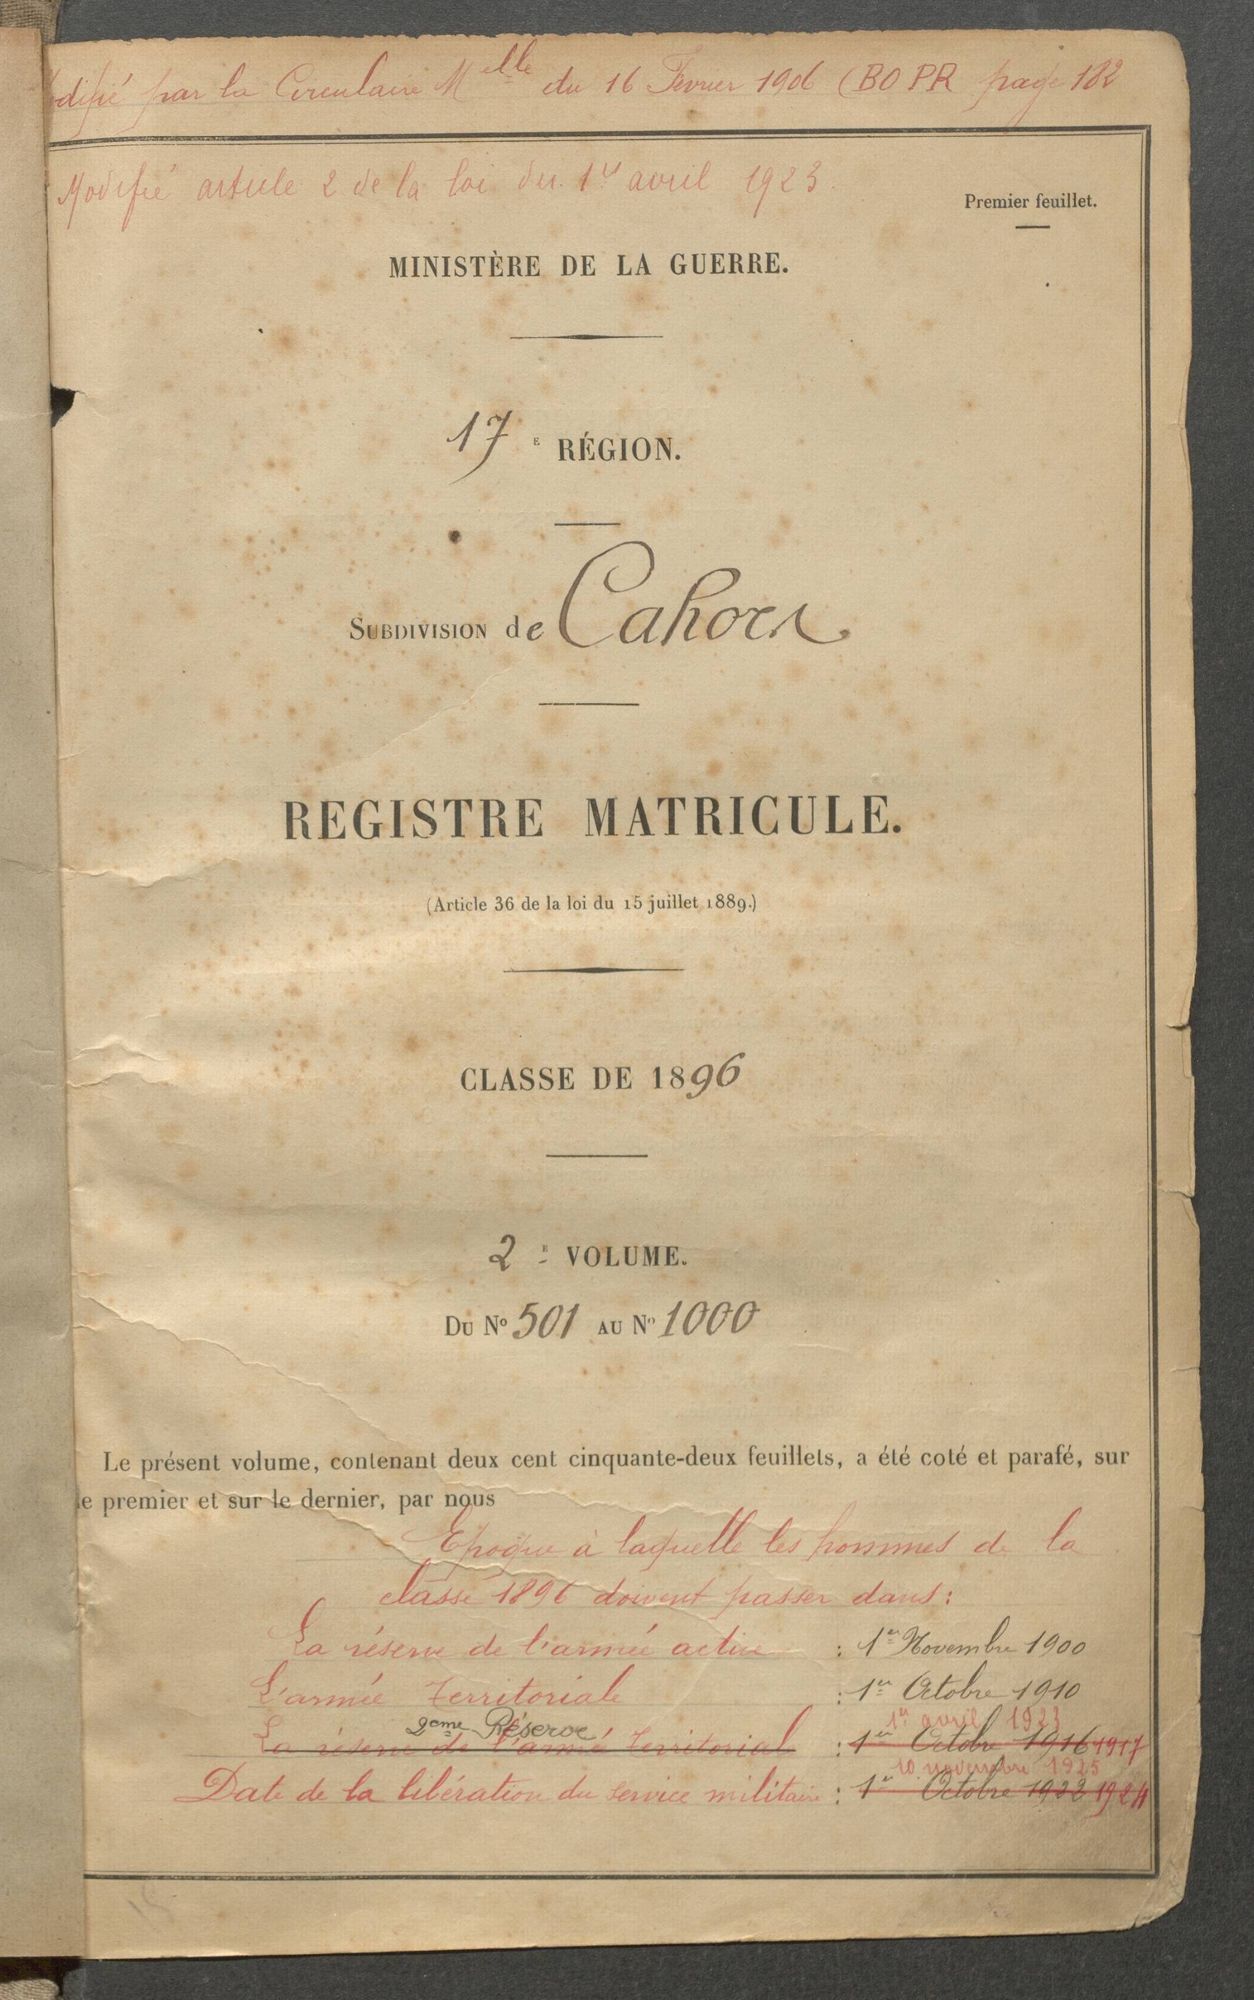 odifié par la Circulaire Melle du 16 Fevrier 1906 (BO PR page 182
Modifié article 2 de la loi du 1er avril 1923.
Premier feuillet.
MINISTÈRE DE LA GUERRE.
17E RÉGION.
SUBDIVISION de Cahors
REGISTRE MATRICULE.
(Article 36 de la loi du 15 juillet 1889.)
CLASSE DE 1896
2E VOLUME.
DU No 501 AU No 1000
Le présent volume, contenant deux cent cinquante-deux feuillets, a été coté et parafé, sur
le premier et sur le dernier, par nous
Epoque à laquelle les hommes de la
classe 1896 doivent passer dans:
La réserve de l'armée active : 1er Novembre 1900
L'armée territoriale : 1er Octobre 1910
2eme Réserve 1er avril 1923
La réserve de l'armée territorial : 1er Octobre 1916 1917
10 novembre 1925
Date de la libération du service militaire : 1er Octobre 1922 1924